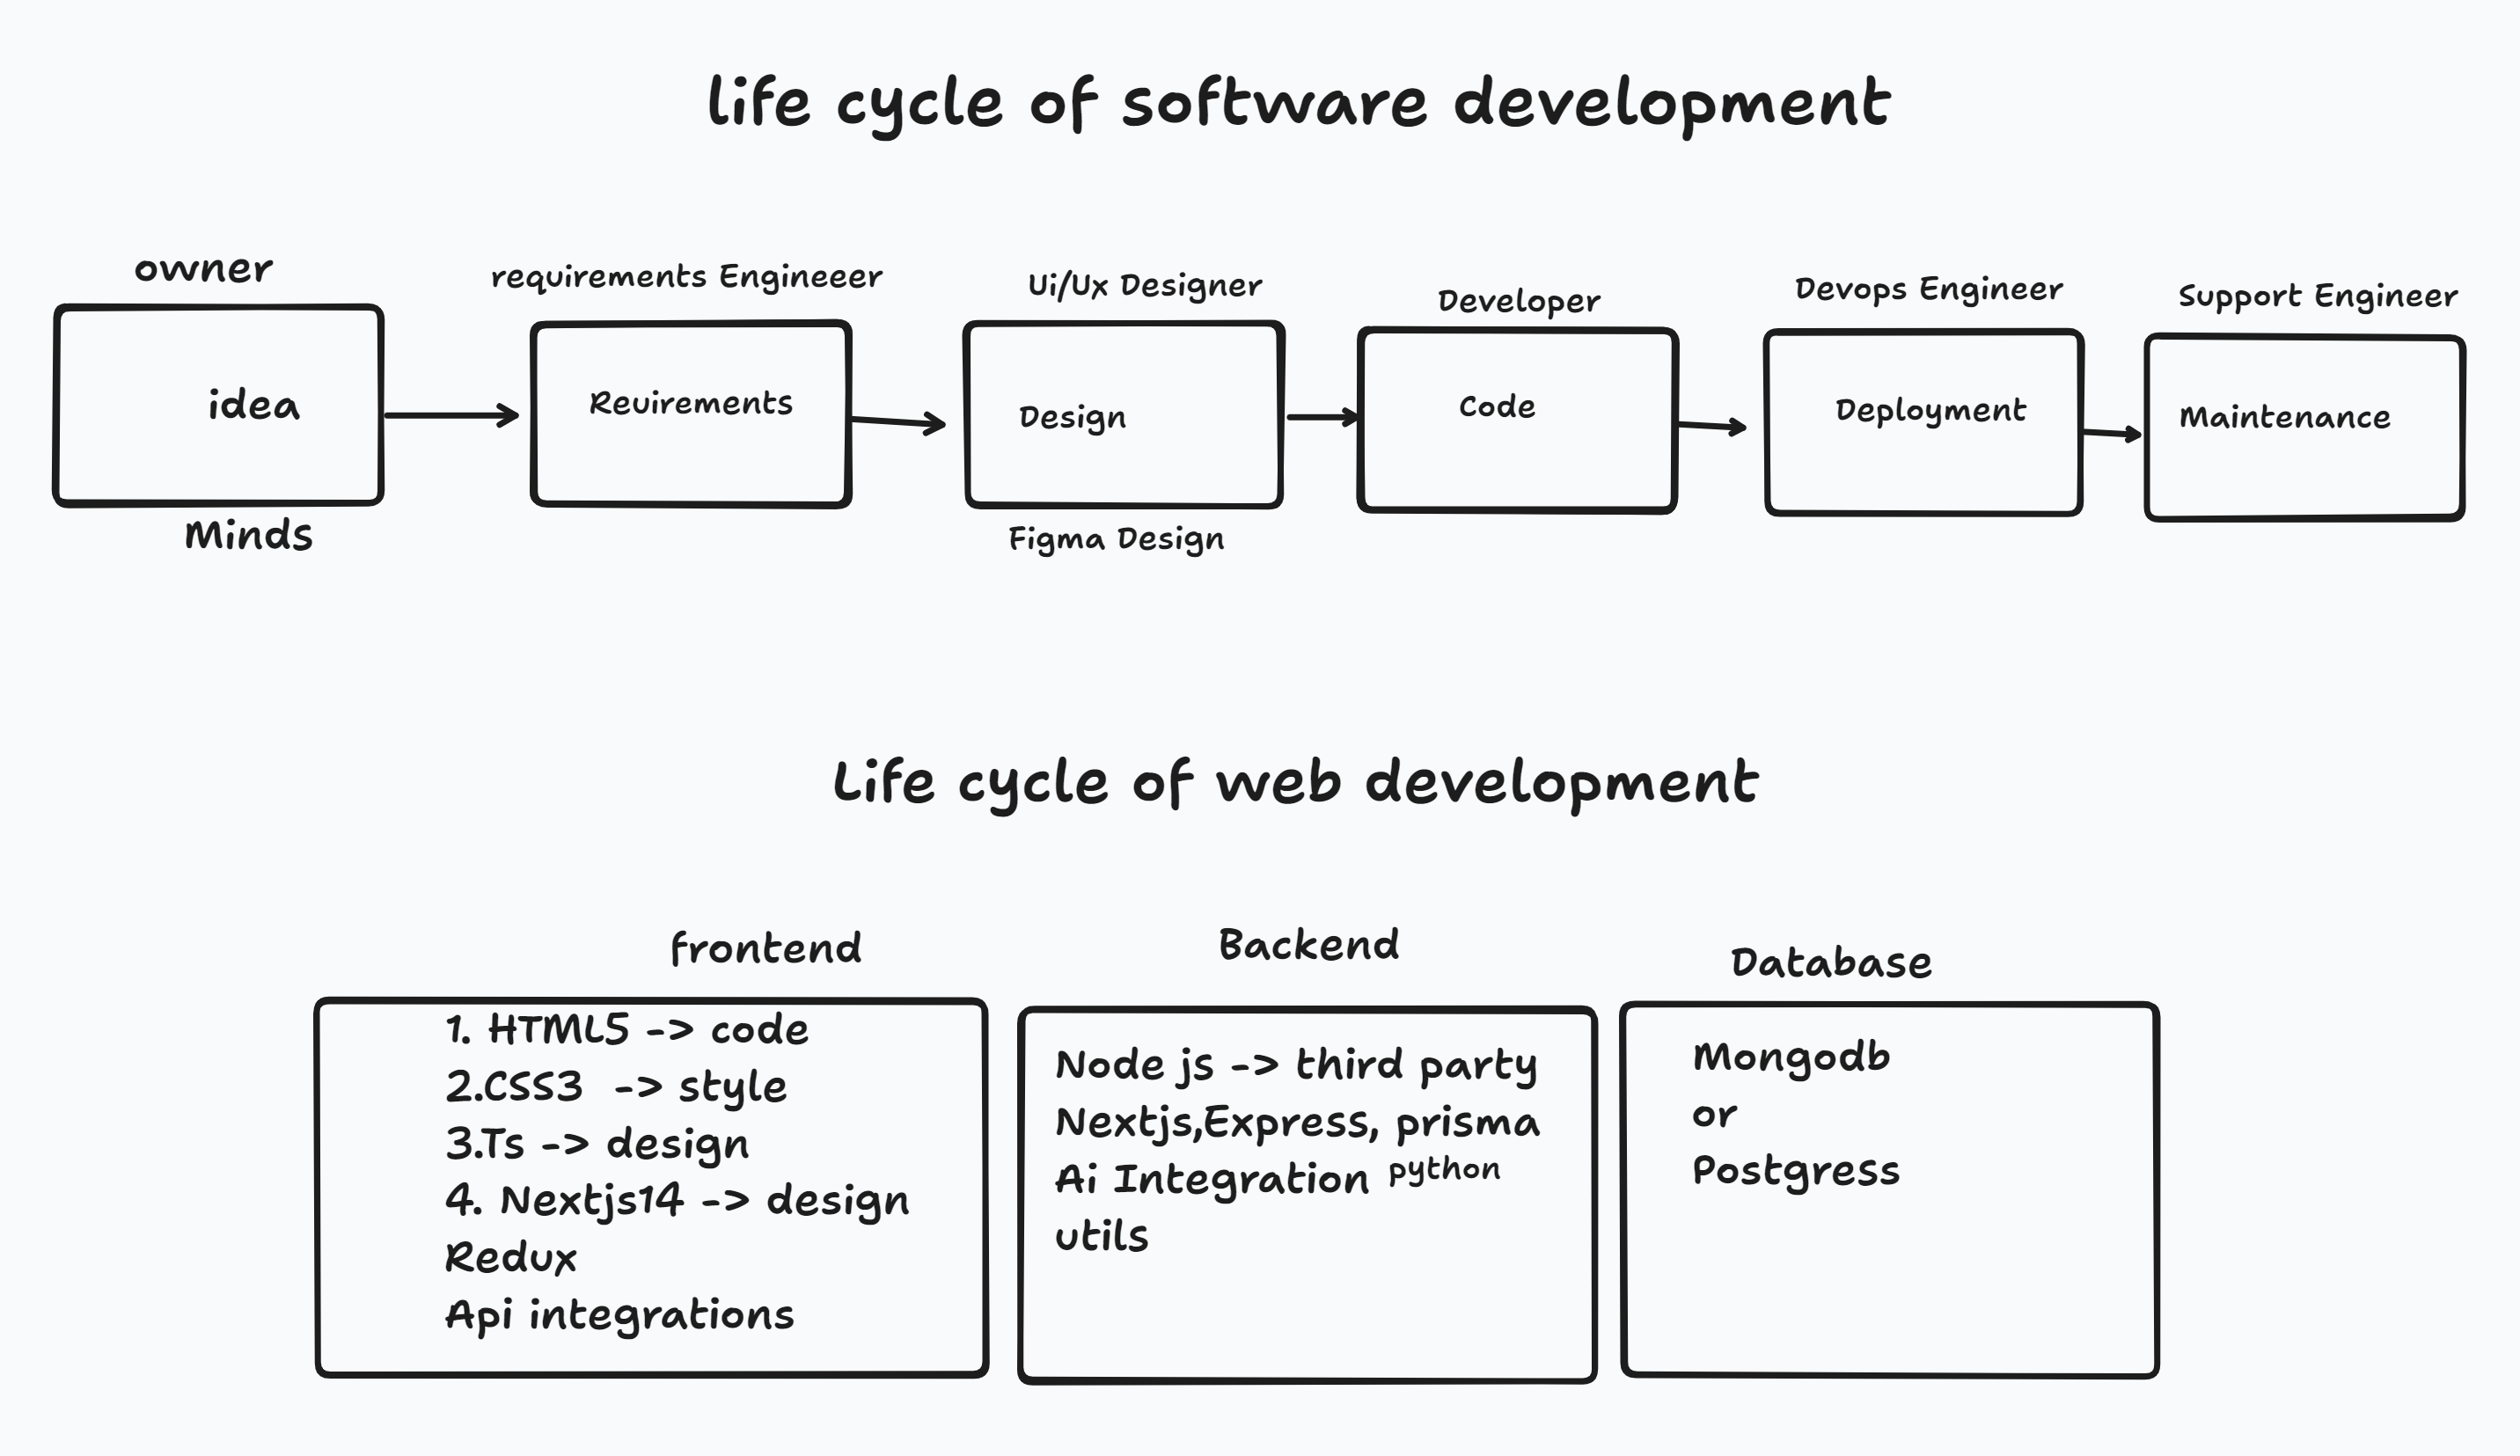 life cycle of software development
owner
requirements Engineeer
Ui/Ux Designer
Developer
Devops Engineer
Support Engineer
idea
Reuirements
Design
Code
Deployment
Maintenance
Minds
Figma Design
Life cycle of web development
frontend
Backend
Database
1. HTML5 -> code
2.CSS3 -> style
3.Ts -> design
4. Nextjs14 -> design
Redux
Api integrations
Node js -> third party
Nextjs,Express, prisma
Ai Integration python
utils
Mongodb
or
Postgress